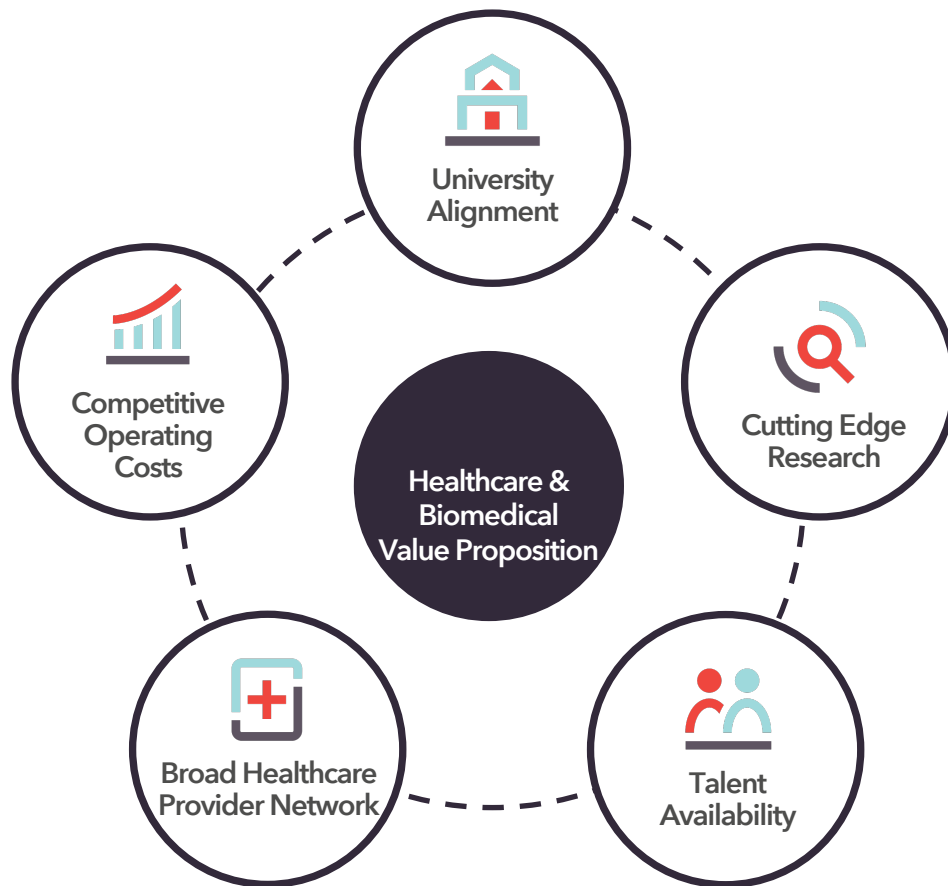 University
Alignment
Competitive
Operating
Costs
Cutting Edge
Research
Healthcare &
Biomedical
Value Proposition
Broad Healthcare
Provider Network
Talent
Availability